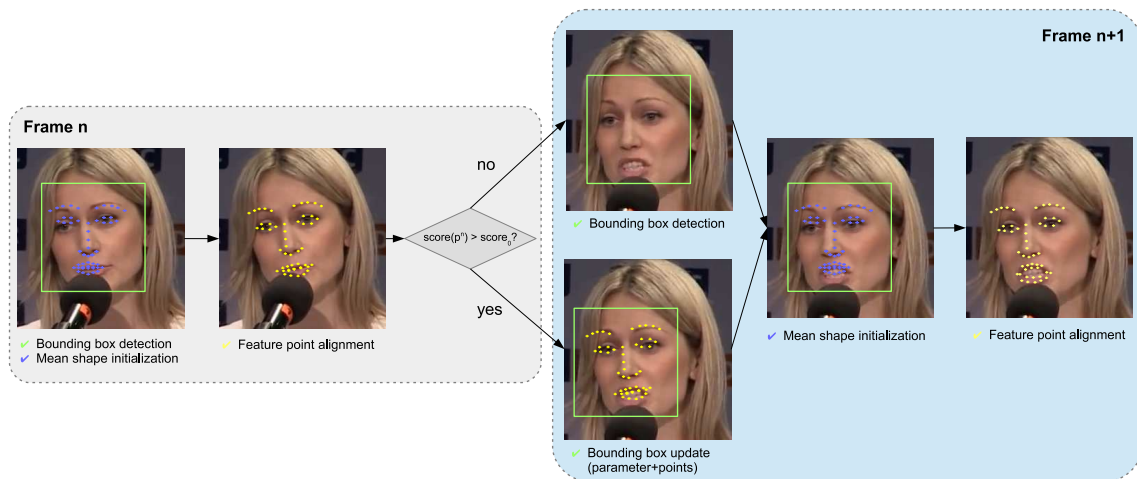 Frame n
✓ Bounding box detection
✓ Mean shape initialization
✓ Feature point alignment
score(pⁿ) > score₀?
no
yes
Frame n+1
✓ Bounding box detection
✓ Bounding box update
(parameter+points)
✓ Mean shape initialization
✓ Feature point alignment